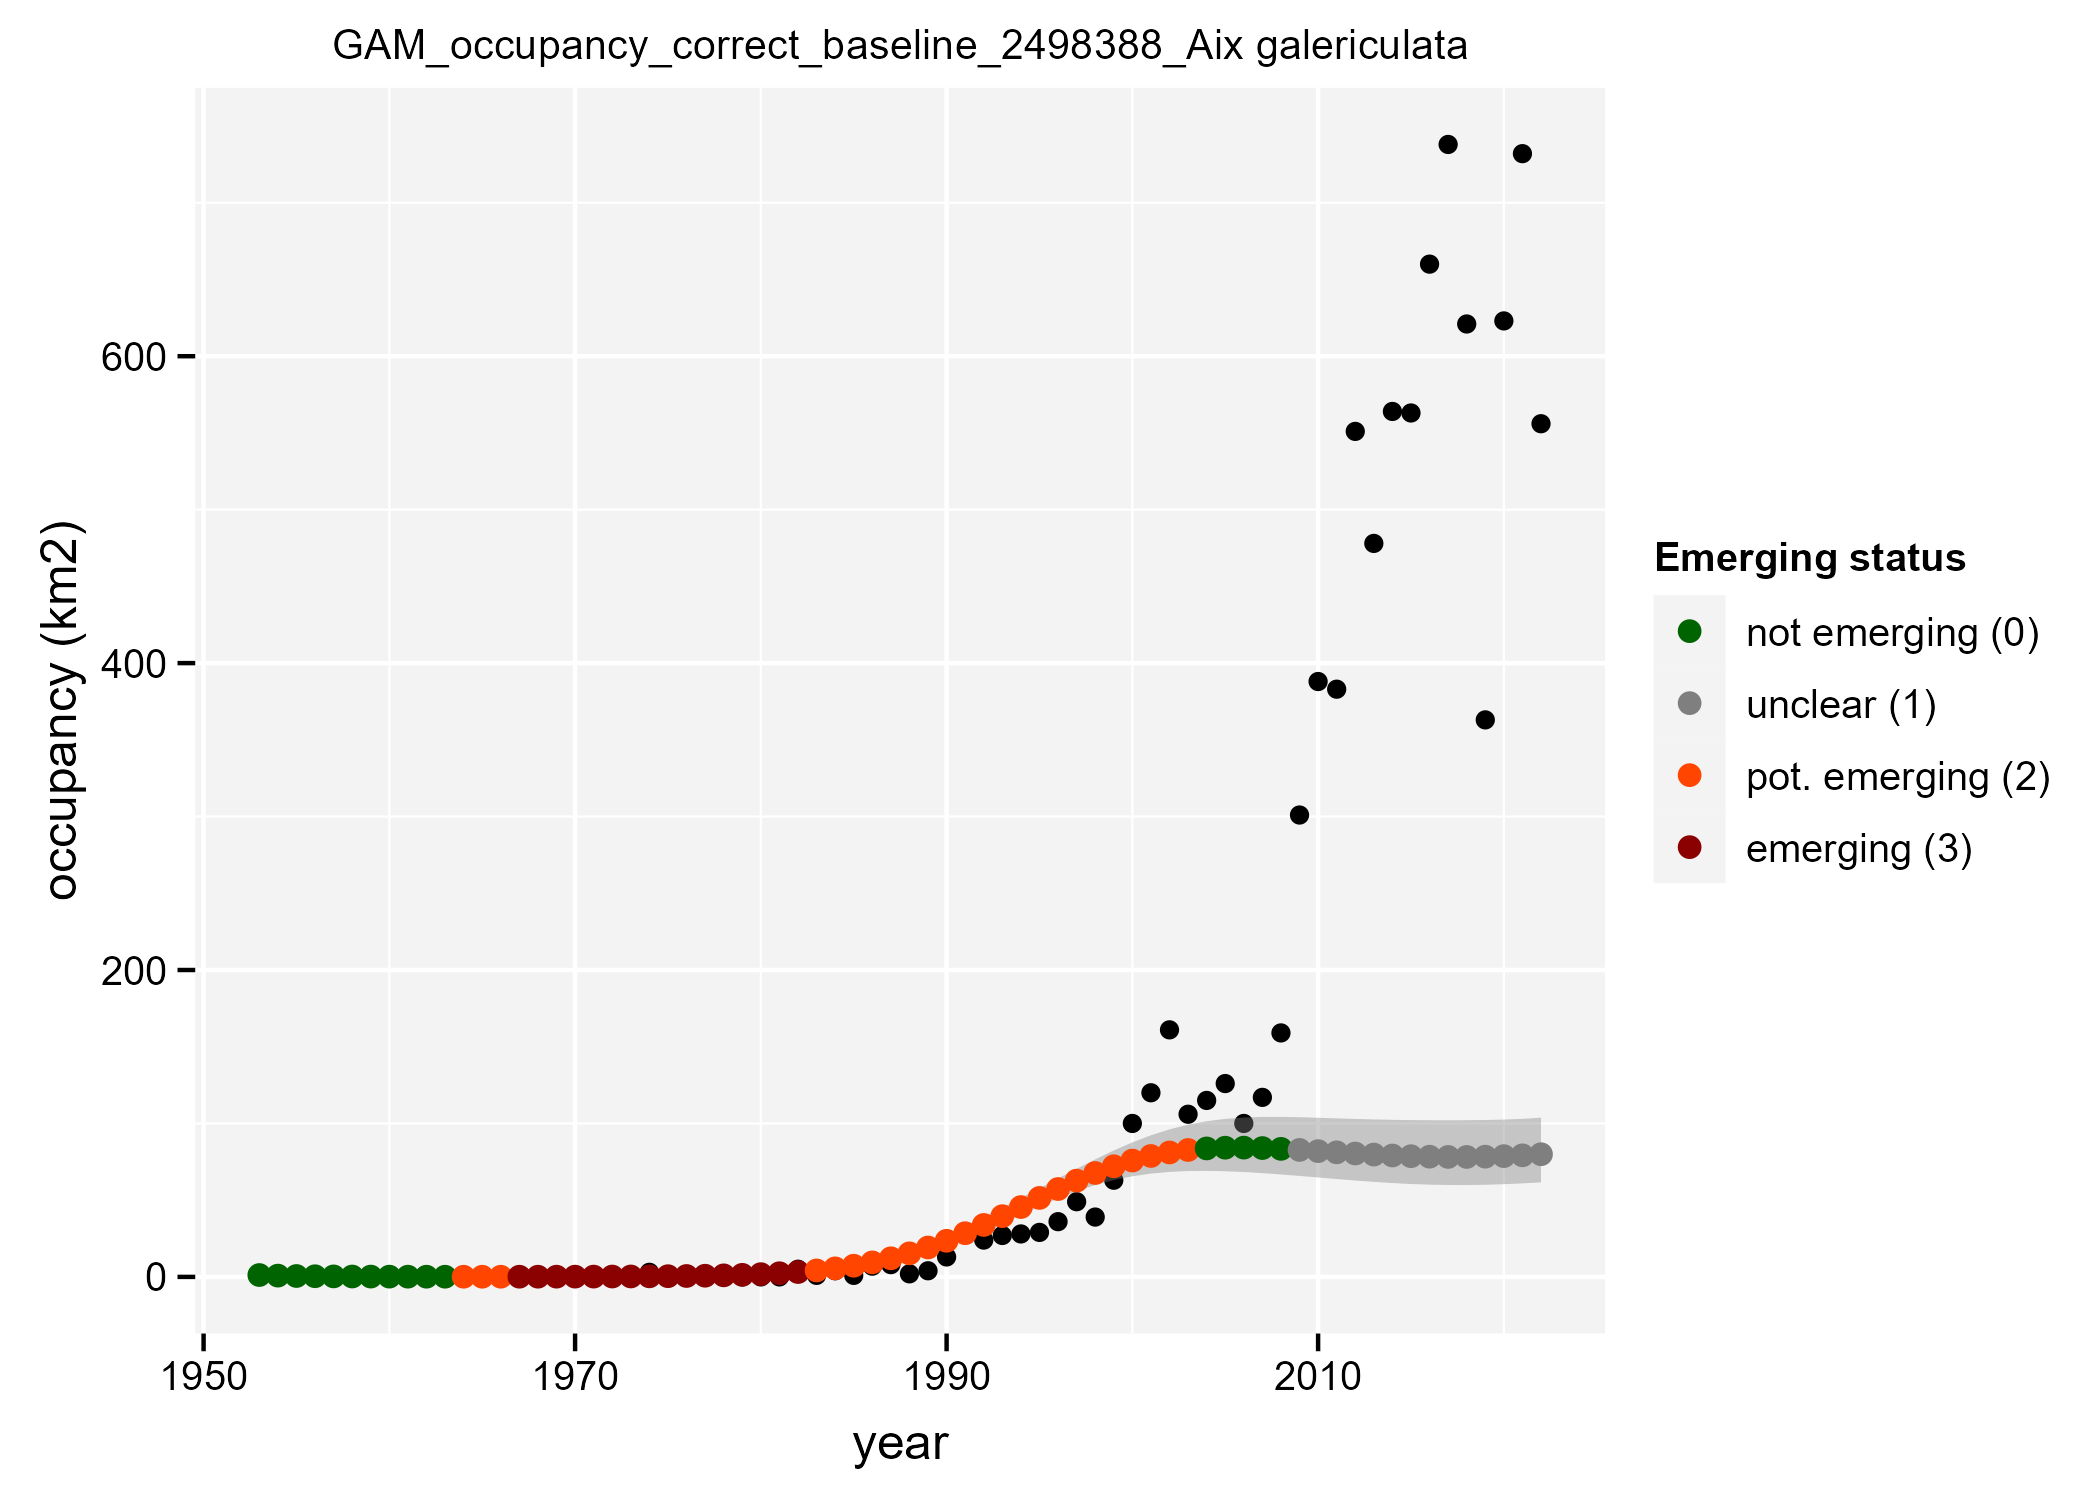 GAM_occupancy_correct_baseline_2498388_Aix galericulata
occupancy (km2)
600
400
200
0
1950
1970
1990
2010
year
Emerging status
not emerging (0)
unclear (1)
pot. emerging (2)
emerging (3)